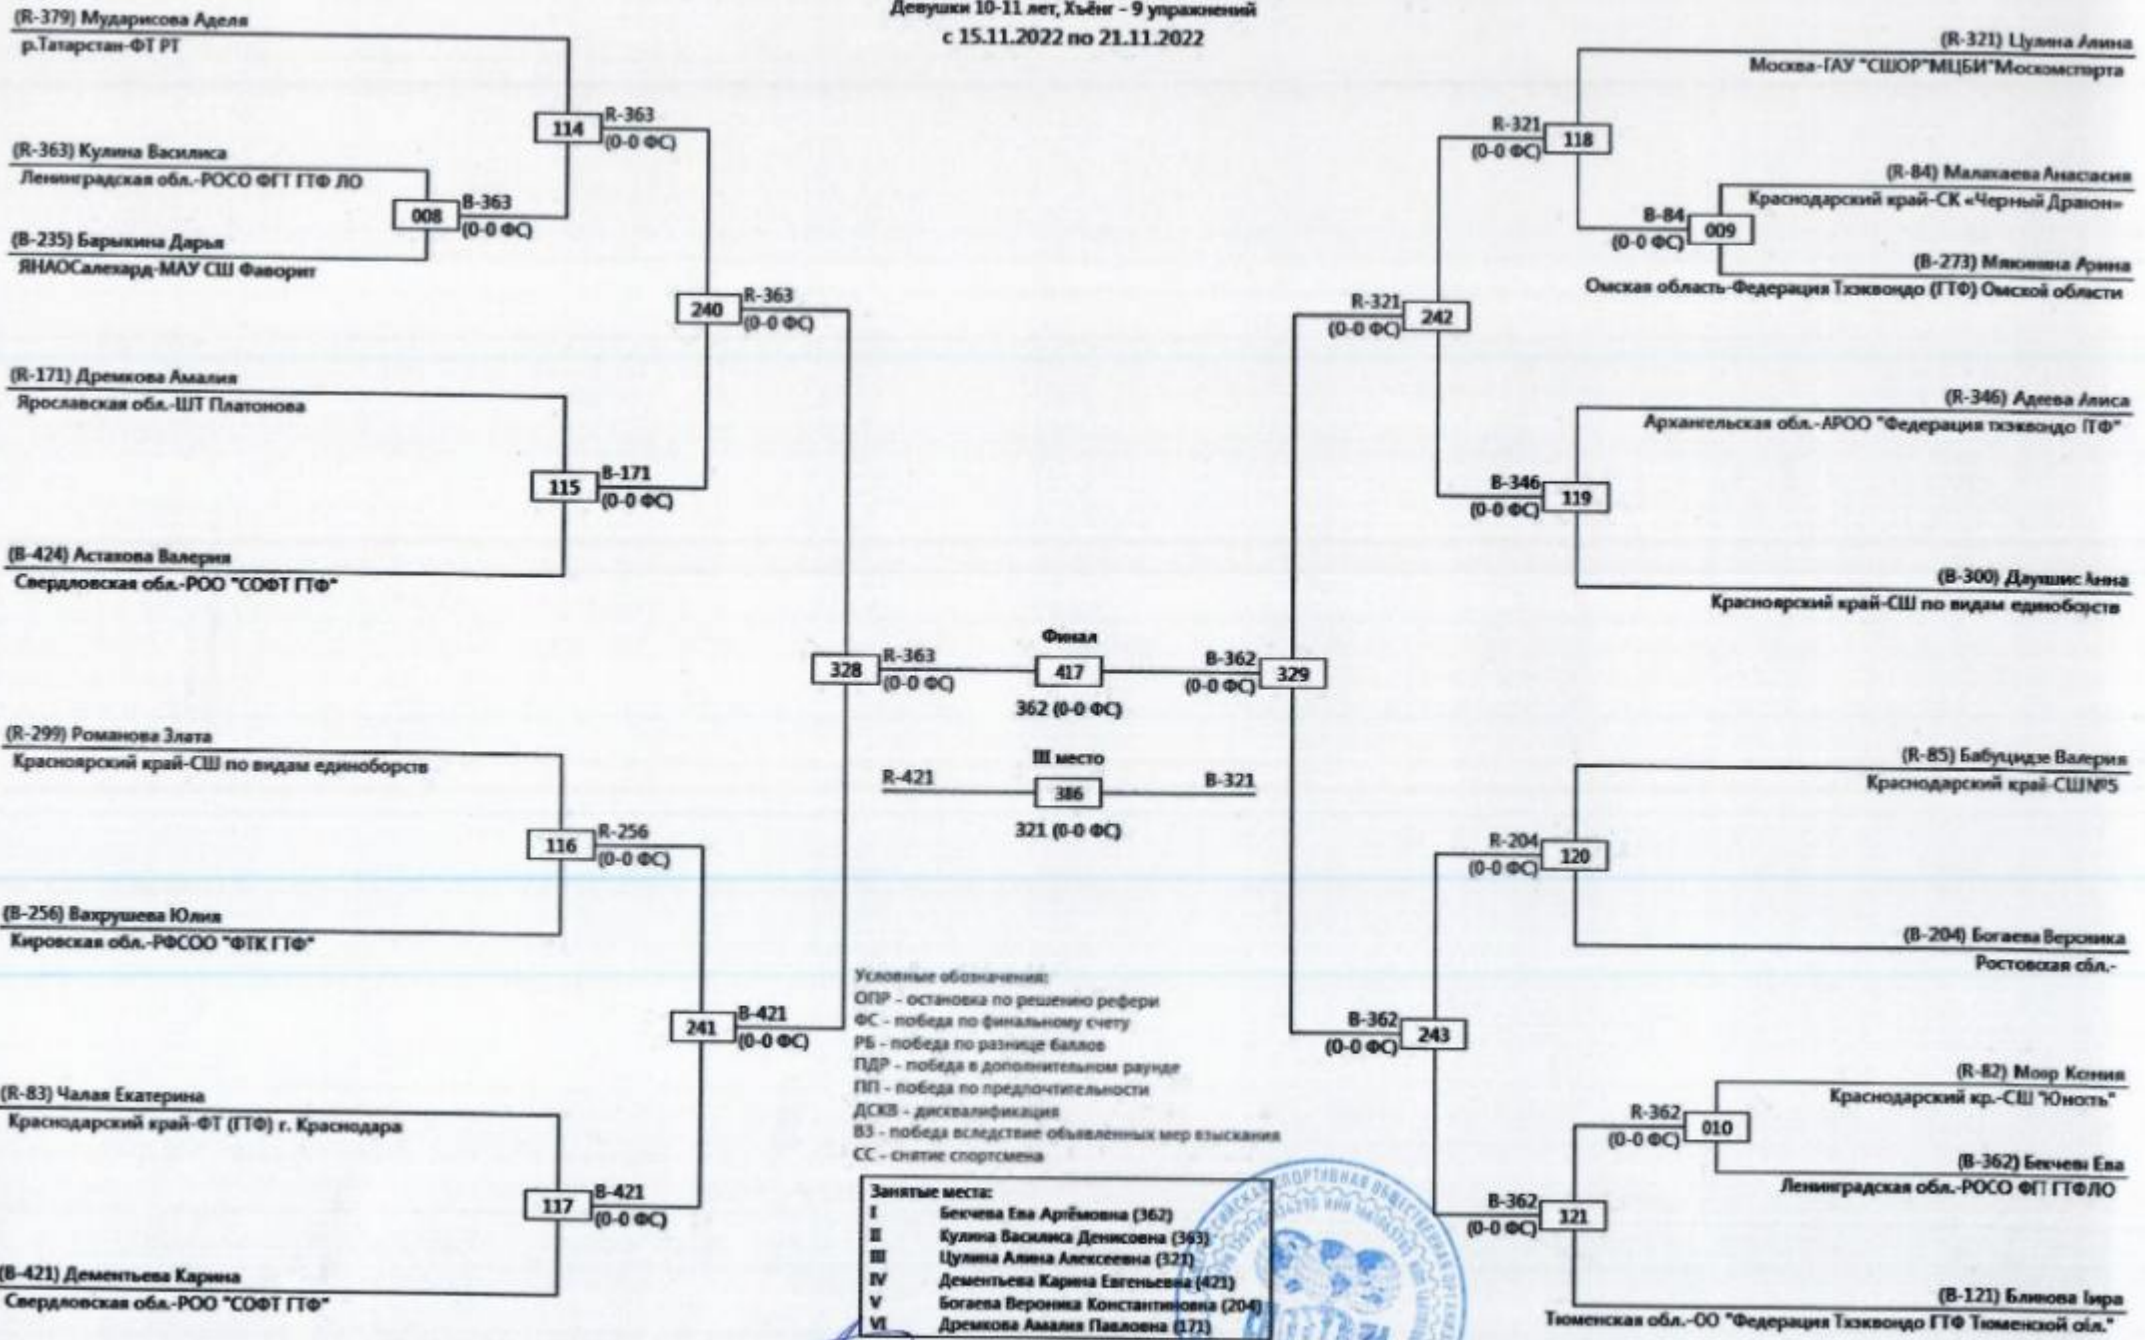 Девушки 10-11 лет, Хъёнг - 9 упражнений
с 15.11.2022 по 21.11.2022
(R-379) Мударисова Аделя
р.Татарстан-ФТ РТ
114
R-363
(0-0 ФС)
(R-363) Кулина Василиса
Ленинградская обл.-РОСО ФГТ ГТФ ЛО
008
B-363
(0-0 ФС)
(B-235) Барыкина Дарья
ЯНАОСалехард-МАУ СШ Фаворит
240
R-363
(0-0 ФС)
(R-171) Дремкова Амалия
Ярославская обл.-ШТ Платонова
115
B-171
(0-0 ФС)
(B-424) Астахова Валерия
Свердловская обл.-РОО "СОФТ ГТФ"
328
R-363
(0-0 ФС)
(R-299) Романова Злата
Красноярский край-СШ по видам единоборств
116
R-256
(0-0 ФС)
(B-256) Вахрушева Юлия
Кировская обл.-РФСОО "ФТК ГТФ"
241
B-421
(0-0 ФС)
(R-83) Чалая Екатерина
Краснодарский край-ФТ (ГТФ) г. Краснодара
117
B-421
(0-0 ФС)
(B-421) Дементьева Карина
Свердловская обл.-РОО "СОФТ ГТФ"
Финал
417
362 (0-0 ФС)
III место
R-421
386
B-321
321 (0-0 ФС)
(R-321) Цулина Алина
Москва-ГАУ "СШОР"МЦБИ"Москомспорта
R-321
(0-0 ФС)
118
(R-84) Малахаева Анастасия
Краснодарский край-СК «Черный Дракон»
B-84
(0-0 ФС)
009
(B-273) Мякинина Арина
Омская область-Федерация Тхэквондо (ГТФ) Омской области
R-321
(0-0 ФС)
242
(R-346) Адеева Алиса
Архангельская обл.-АРОО "Федерация тхэквондо ГТФ"
B-346
(0-0 ФС)
119
(B-300) Даушис Анна
Красноярский край-СШ по видам единоборств
B-362
(0-0 ФС)
329
(R-85) Бабуцидзе Валерия
Краснодарский край-СШ№5
R-204
(0-0 ФС)
120
(B-204) Богаева Вероника
Ростовская обл.-
B-362
(0-0 ФС)
243
(R-82) Моор Ксения
Краснодарский кр.-СШ "Юность"
R-362
(0-0 ФС)
010
(B-362) Бекчева Ева
Ленинградская обл.-РОСО ФГТ ГТФЛО
B-362
(0-0 ФС)
121
(B-121) Блинова Кира
Тюменская обл.-ОО "Федерация Тхэквондо ГТФ Тюменской обл."
Условные обозначения:
ОПР - остановка по решению рефери
ФС - победа по финальному счету
РБ - победа по разнице баллов
ПДР - победа в дополнительном раунде
ПП - победа по предпочтительности
ДСКВ - дисквалификация
ВЗ - победа вследствие объявленных мер взыскания
СС - снятие спортсмена
Занятые места:
I Бекчева Ева Артёмовна (362)
II Кулина Василиса Денисовна (363)
III Цулина Алина Алексеевна (321)
IV Дементьева Карина Евгеньевна (421)
V Богаева Вероника Константиновна (204)
VI Дремкова Амалия Павловна (171)